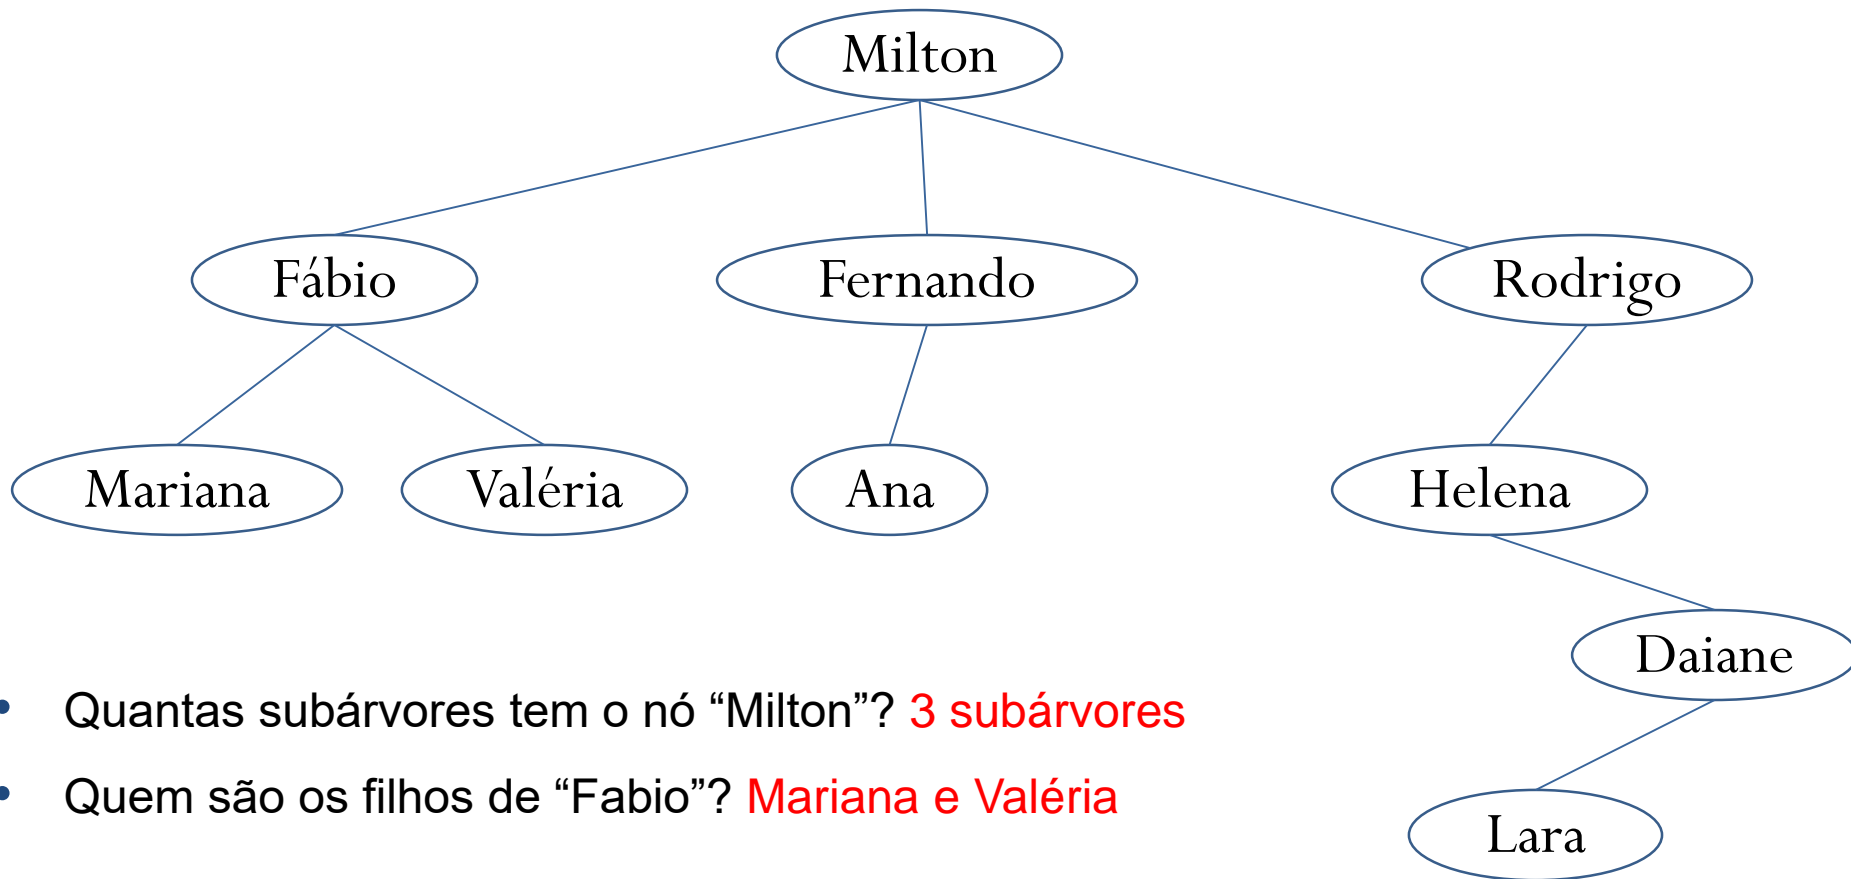 Milton
Fábio
Fernando
Rodrigo
Mariana
Valéria
Ana
Helena
Daiane
• Quantas subárvores tem o nó “Milton”? 3 subárvores
• Quem são os filhos de “Fabio”? Mariana e Valéria
Lara